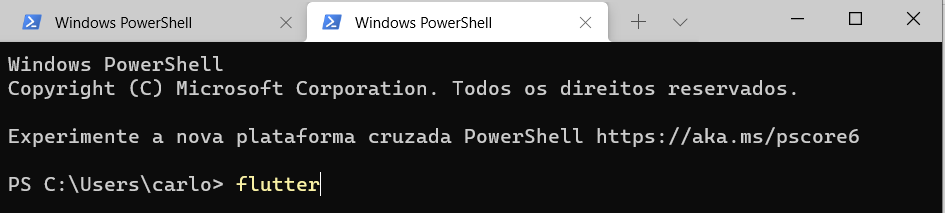 Windows PowerShell
Windows PowerShell
Windows PowerShell
Copyright (C) Microsoft Corporation. Todos os direitos reservados.
Experimente a nova plataforma cruzada PowerShell https://aka.ms/pscore6
PS C:\Users\carlo> flutter